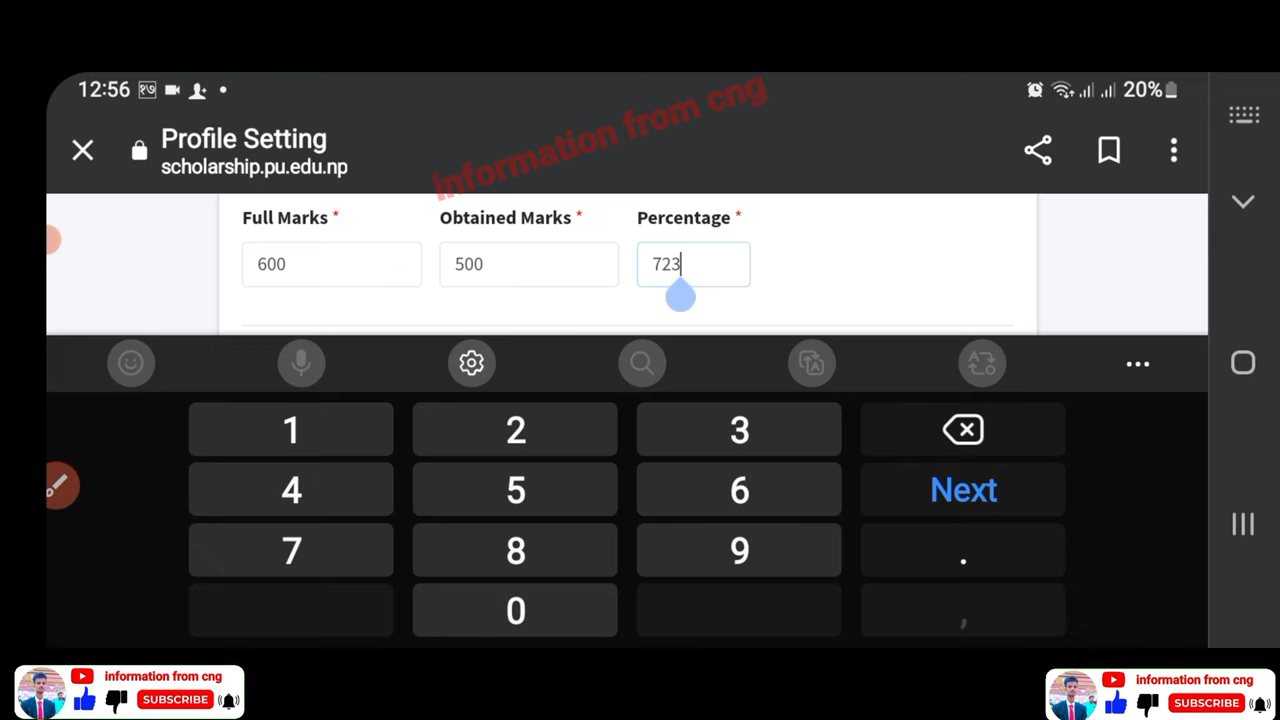 12:56 २७ 20%
information from cng
Profile Setting
scholarship.pu.edu.np
Full Marks * Obtained Marks * Percentage *
600 500 723
1 2 3
4 5 6 Next
7 8 9 .
0 ,
information from cng
SUBSCRIBE
information from cng
SUBSCRIBE